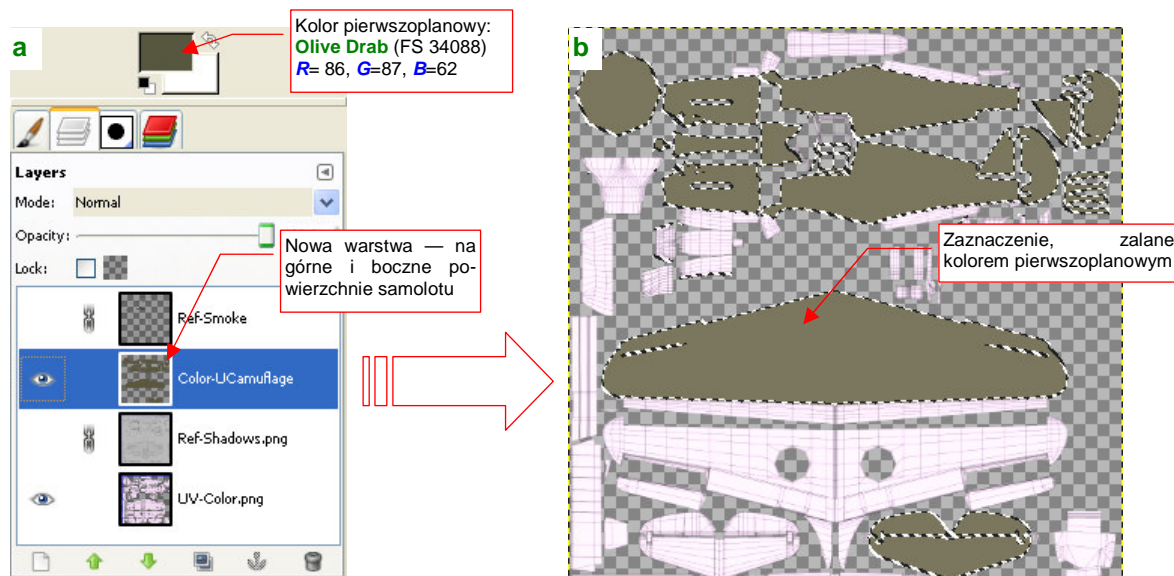 a
Kolor pierwszoplanowy:
Olive Drab (FS 34088)
R= 86, G=87, B=62
Layers
Mode: Normal
Opacity:
Lock:
Nowa warstwa — na
górne i boczne po-
wierzchnie samolotu
Ref-Smoke
Color-UCamuflage
Ref-Shadows.png
UV-Color.png
b
Zaznaczenie, zalane
kolorem pierwszoplanowym